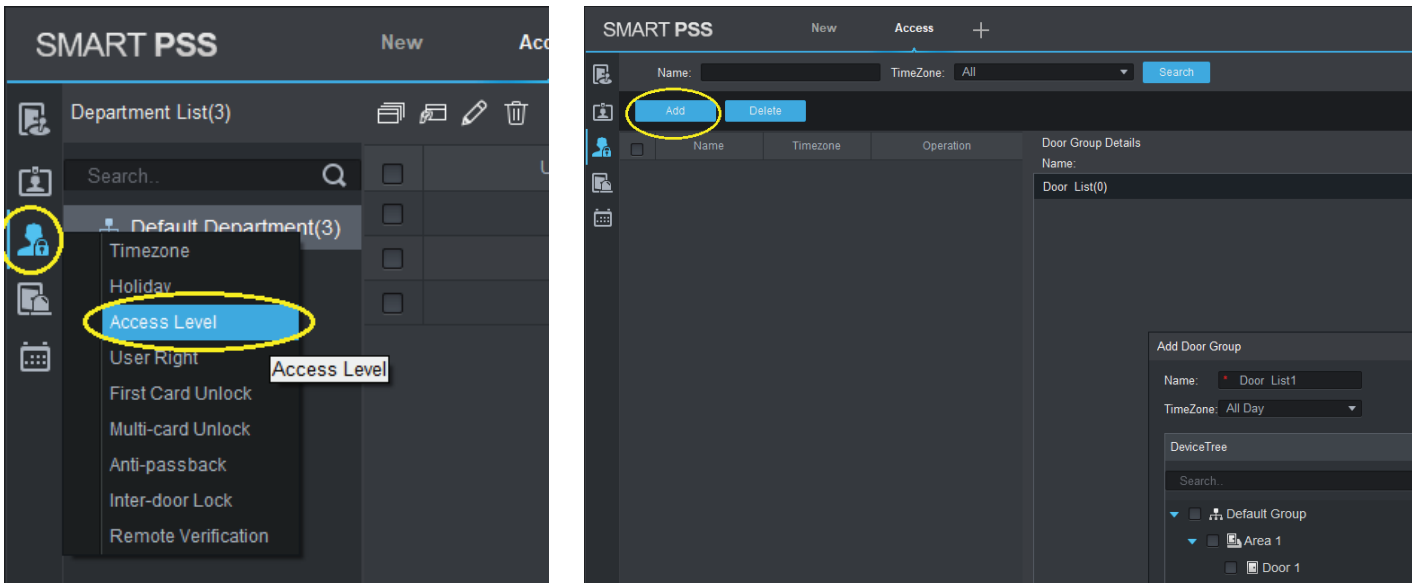 SMART PSS
New
Acc
Department List(3)
Search..
U
Default Department(3)
Timezone
Holiday
Access Level
User Right
Access Level
First Card Unlock
Multi-card Unlock
Anti-passback
Inter-door Lock
Remote Verification
SMART PSS
New
Access
Name:
TimeZone: All
Search
Add
Delete
Name
Timezone
Operation
Door Group Details
Name:
Door List(0)
Add Door Group
Name: * Door List1
TimeZone: All Day
DeviceTree
Search..
Default Group
Area 1
Door 1